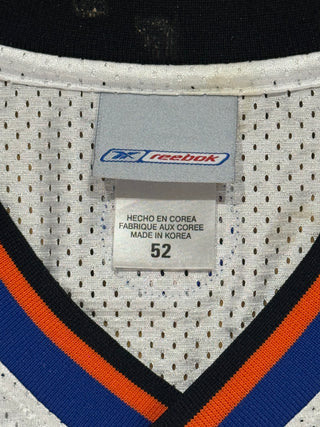 reebok
HECHO EN COREA
FABRIQUE AUX COREE
MADE IN KOREA
52